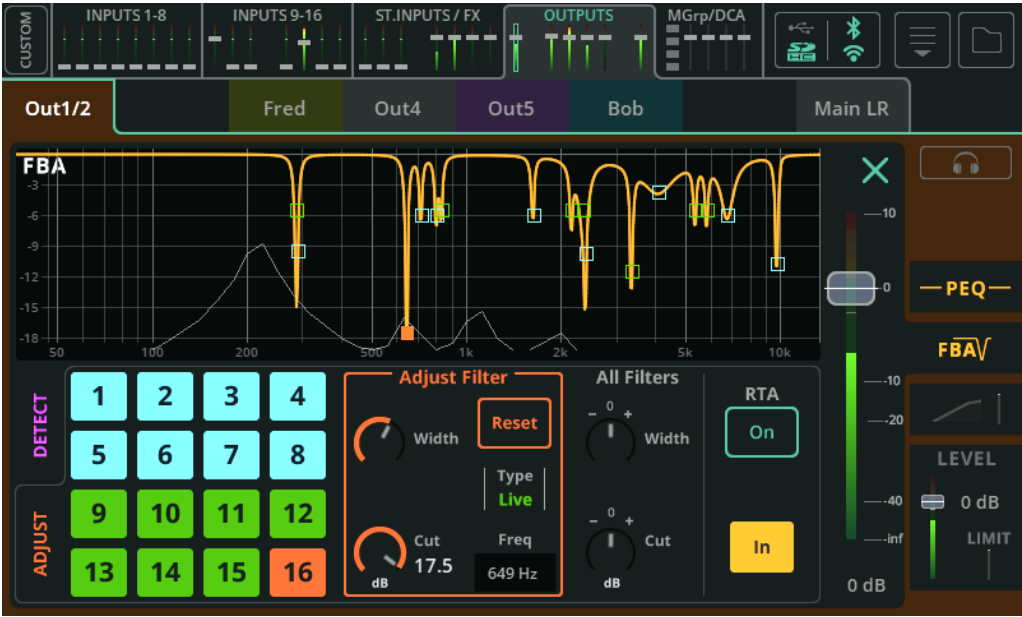 CUSTOM
INPUTS 1-8
INPUTS 9-16
ST.INPUTS / FX
OUTPUTS
MGrp/DCA
SD
HC
Out1/2
Fred
Out4
Out5
Bob
Main LR
FBA
-3
-6
-9
-12
-15
-18
50
100
200
500
1k
2k
5k
10k
10
0
-10
-20
-40
-inf
0 dB
PEQ
FBA
LEVEL
0 dB
LIMIT
DETECT
ADJUST
1
2
3
4
5
6
7
8
9
10
11
12
13
14
15
16
Adjust Filter
Width
Reset
Type
Live
Cut
17.5
dB
Freq
649 Hz
All Filters
- 0 +
Width
- 0 +
Cut
dB
RTA
On
In